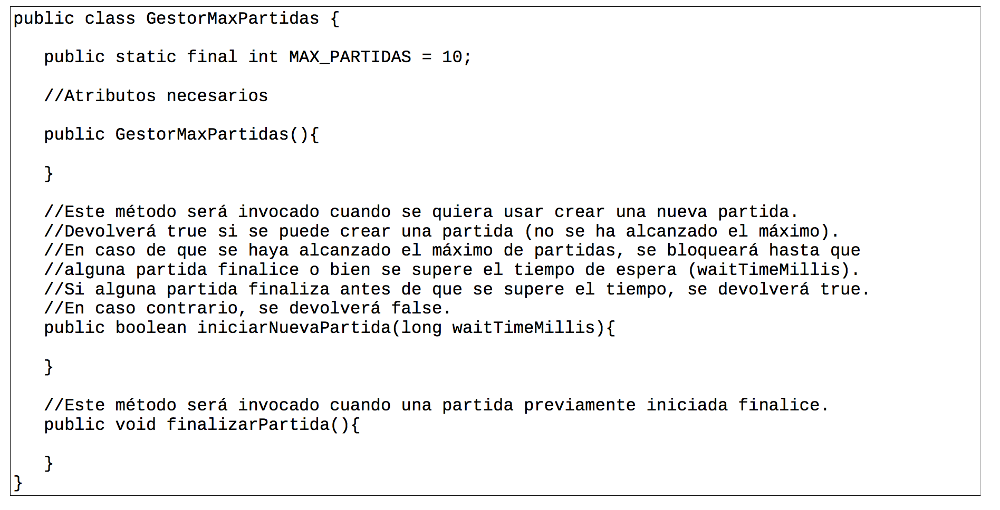 public class GestorMaxPartidas {
public static final int MAX_PARTIDAS = 10;
//Atributos necesarios
public GestorMaxPartidas(){
}
//Este método será invocado cuando se quiera usar crear una nueva partida.
//Devolverá true si se puede crear una partida (no se ha alcanzado el máximo).
//En caso de que se haya alcanzado el máximo de partidas, se bloqueará hasta que
//alguna partida finalice o bien se supere el tiempo de espera (waitTimeMillis).
//Si alguna partida finaliza antes de que se supere el tiempo, se devolverá true.
//En caso contrario, se devolverá false.
public boolean iniciarNuevaPartida(long waitTimeMillis){
}
//Este método será invocado cuando una partida previamente iniciada finalice.
public void finalizarPartida(){
}
}